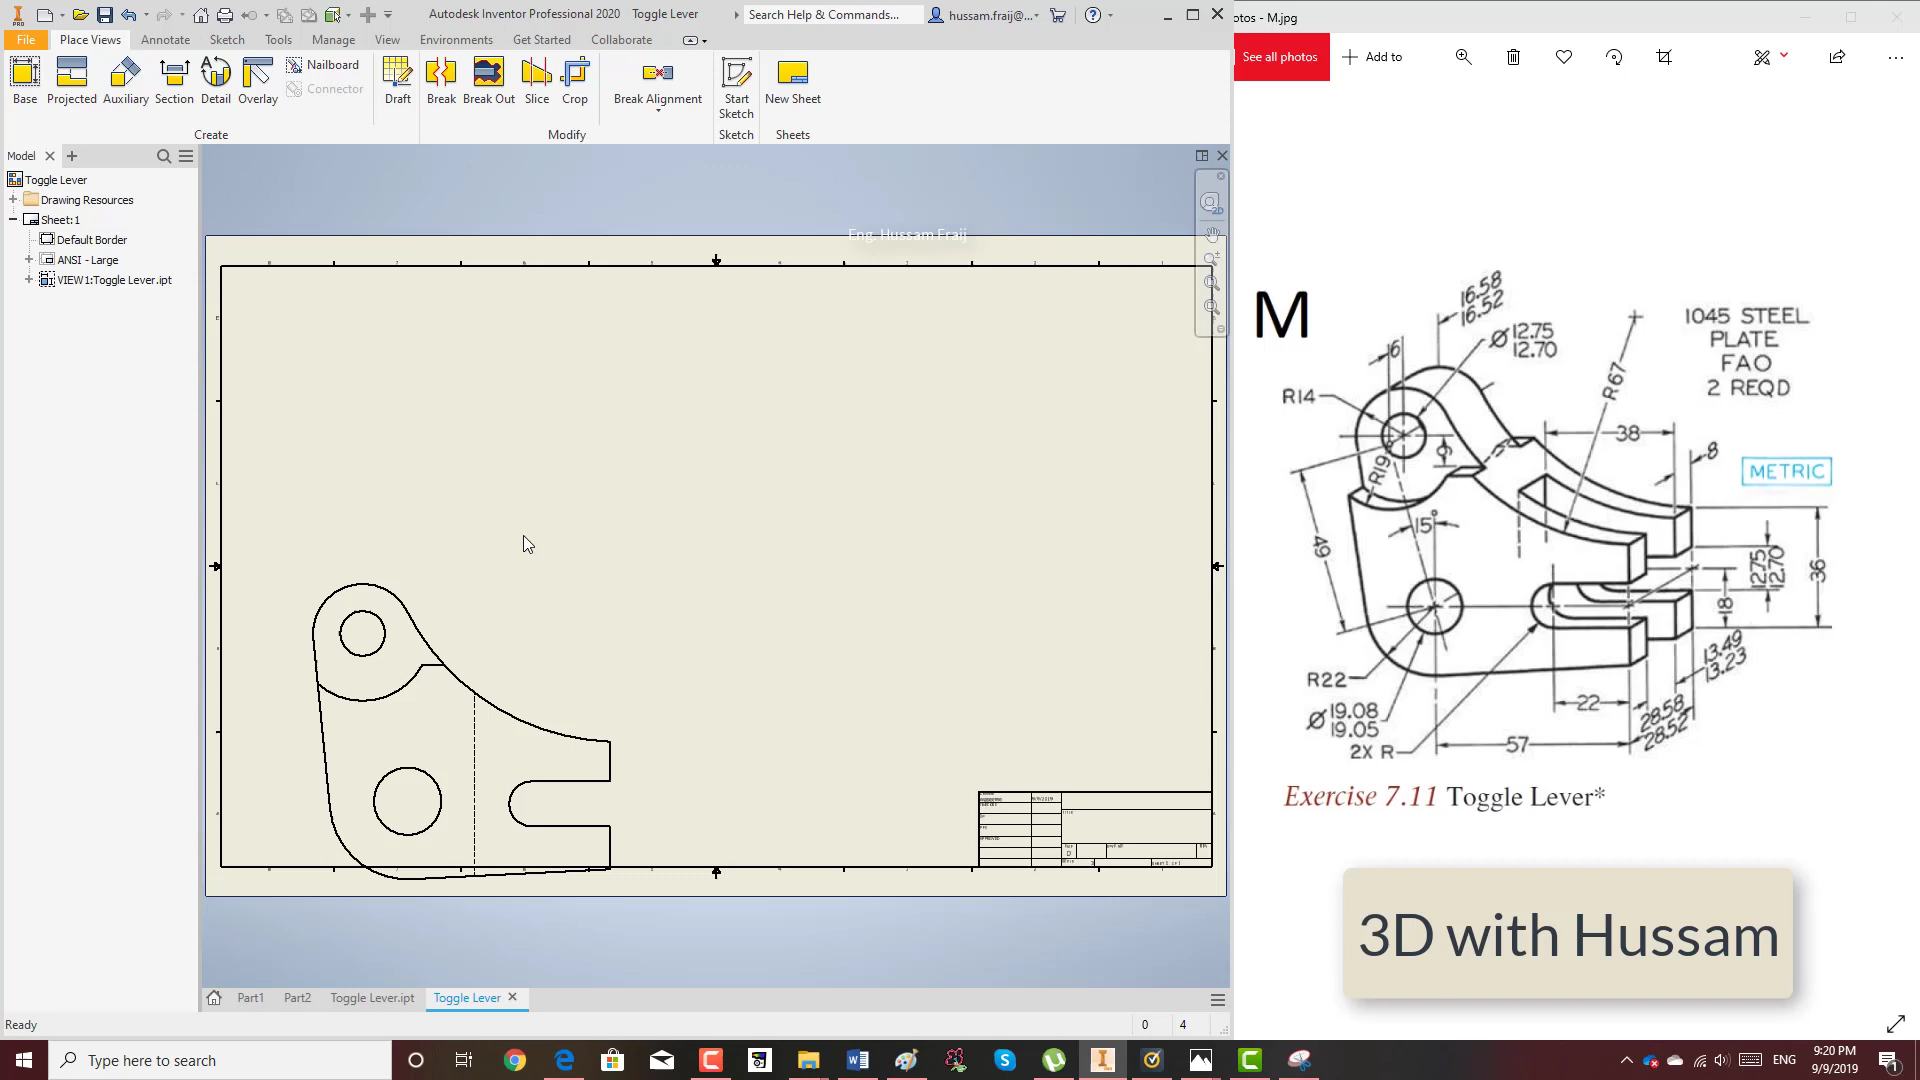 Autodesk Inventor Professional 2020 Toggle Lever
Search Help & Commands...
hussam.fraij@...
otos - M.jpg
File Place Views Annotate Sketch Tools Manage View Environments Get Started Collaborate
See all photos
Add to
Nailboard
Connector
Base Projected Auxiliary Section Detail Overlay
Draft Break Break Out Slice Crop Break Alignment
Start
Sketch
New Sheet
Create Modify Sketch Sheets
Model
Toggle Lever
Drawing Resources
Sheet:1
Default Border
ANSI - Large
VIEW1:Toggle Lever.ipt
Eng. Hussam Fraij
M
16.58
16.52
Ø12.75
12.70
6
R14
R67
1045 STEEL
PLATE
FAO
2 REQD
38
8
METRIC
R19
9
15°
49
12.75
12.70
36
18
R22
Ø19.08
19.05
2X R
22
13.49
13.23
28.58
28.52
57
Exercise 7.11 Toggle Lever*
3D with Hussam
Part1 Part2 Toggle Lever.ipt Toggle Lever
Ready
0 4
Type here to search
ENG
9:20 PM
9/9/2019